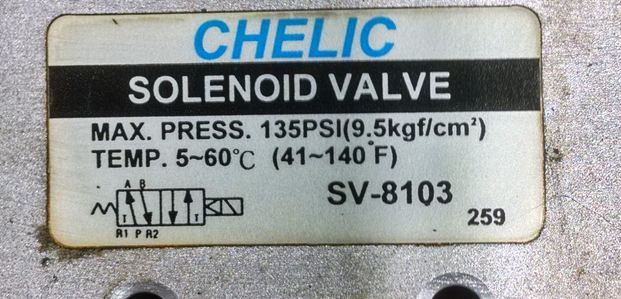 CHELIC
SOLENOID VALVE
MAX. PRESS. 135PSI(9.5kgf/cm²)
TEMP. 5~60℃ (41~140°F)
A B
T T
R1 P R2
SV-8103
259